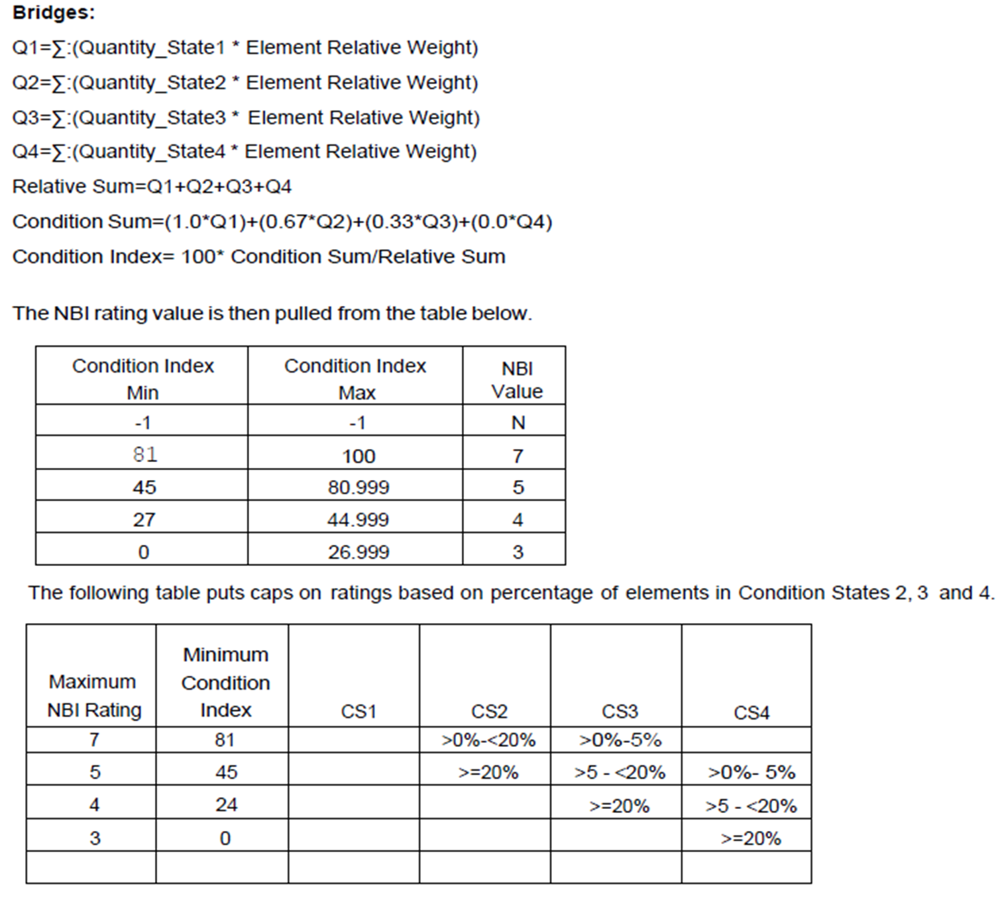 Bridges:
Q1=∑:(Quantity_State1 * Element Relative Weight)
Q2=∑:(Quantity_State2 * Element Relative Weight)
Q3=∑:(Quantity_State3 * Element Relative Weight)
Q4=∑:(Quantity_State4 * Element Relative Weight)
Relative Sum=Q1+Q2+Q3+Q4
Condition Sum=(1.0*Q1)+(0.67*Q2)+(0.33*Q3)+(0.0*Q4)
Condition Index= 100* Condition Sum/Relative Sum
The NBI rating value is then pulled from the table below.
Condition Index Min | Condition Index Max | NBI Value
-1 | -1 | N
81 | 100 | 7
45 | 80.999 | 5
27 | 44.999 | 4
0 | 26.999 | 3
The following table puts caps on ratings based on percentage of elements in Condition States 2, 3 and 4.
Maximum NBI Rating | Minimum Condition Index | CS1 | CS2 | CS3 | CS4
7 | 81 | | >0%-<20% | >0%-5% |
5 | 45 | | >=20% | >5 - <20% | >0%- 5%
4 | 24 | | | >=20% | >5 - <20%
3 | 0 | | | | >=20%